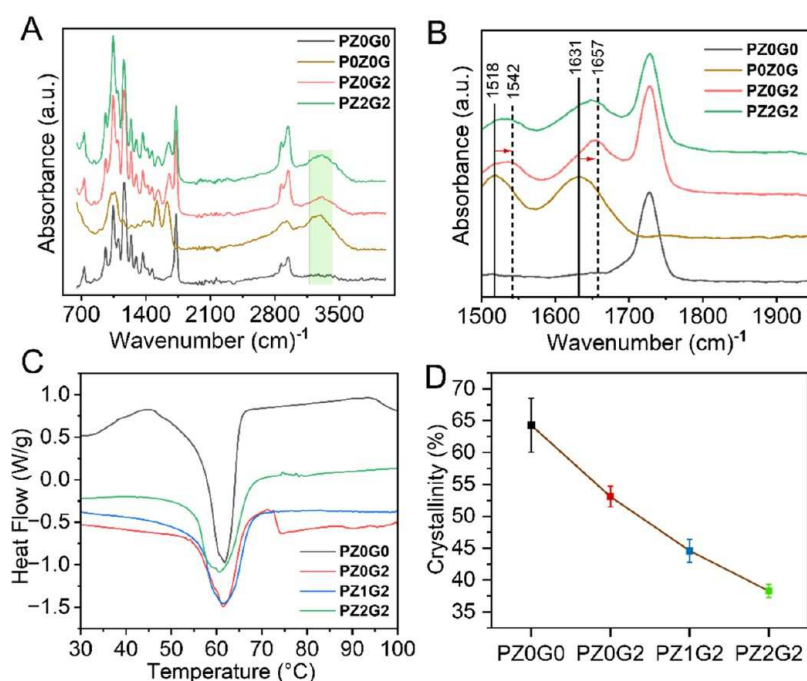 A
PZ0G0
P0Z0G
PZ0G2
PZ2G2
Absorbance (a.u.)
700 1400 2100 2800 3500
Wavenumber (cm)-1
B
1518
1542
1631
1657
PZ0G0
P0Z0G
PZ0G2
PZ2G2
Absorbance (a.u.)
1500 1600 1700 1800 1900
Wavenumber (cm)-1
C
1.0
0.5
0.0
−0.5
−1.0
−1.5
Heat Flow (W/g)
PZ0G0
PZ0G2
PZ1G2
PZ2G2
30 40 50 60 70 80 90 100
Temperature (°C)
D
70
65
60
55
50
45
40
35
Crystallinity (%)
PZ0G0 PZ0G2 PZ1G2 PZ2G2